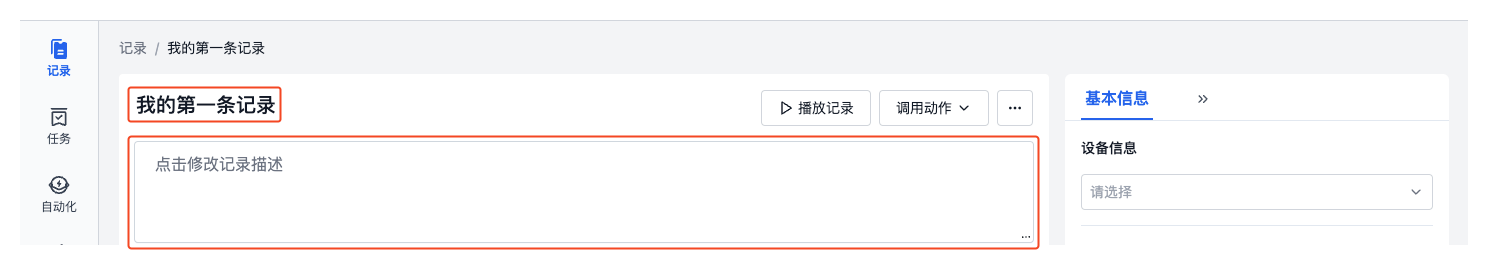 记录
任务
自动化
记录 / 我的第一条记录
我的第一条记录
播放记录
调用动作
点击修改记录描述
基本信息
设备信息
请选择